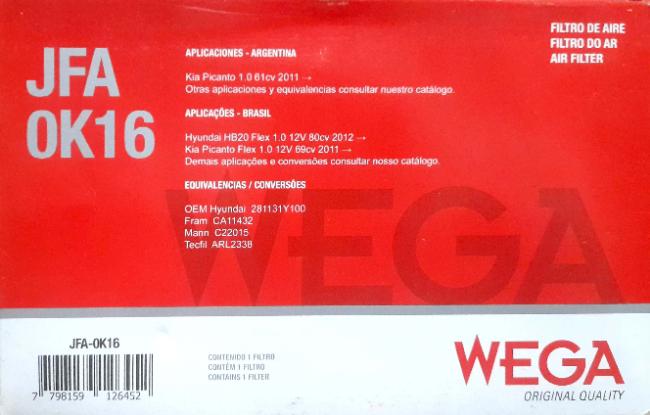 JFA
0K16
APLICACIONES - ARGENTINA
Kia Picanto 1.0 61cv 2011 →
Otras aplicaciones y equivalencias consultar nuestro catálogo.
APLICAÇÕES - BRASIL
Hyundai HB20 Flex 1.0 12V 80cv 2012 →
Kia Picanto Flex 1.0 12V 69cv 2011 →
Demais aplicações e conversões consultar nosso catálogo.
EQUIVALENCIAS / CONVERSÕES
OEM Hyundai 281131Y100
Fram CA11432
Mann C22015
Tecfil ARL2338
FILTRO DE AIRE
FILTRO DO AR
AIR FILTER
WEGA
JFA-0K16
7 798159 126452
CONTENIDO 1 FILTRO
CONTÉM 1 FILTRO
CONTAINS 1 FILTER
WEGA
ORIGINAL QUALITY